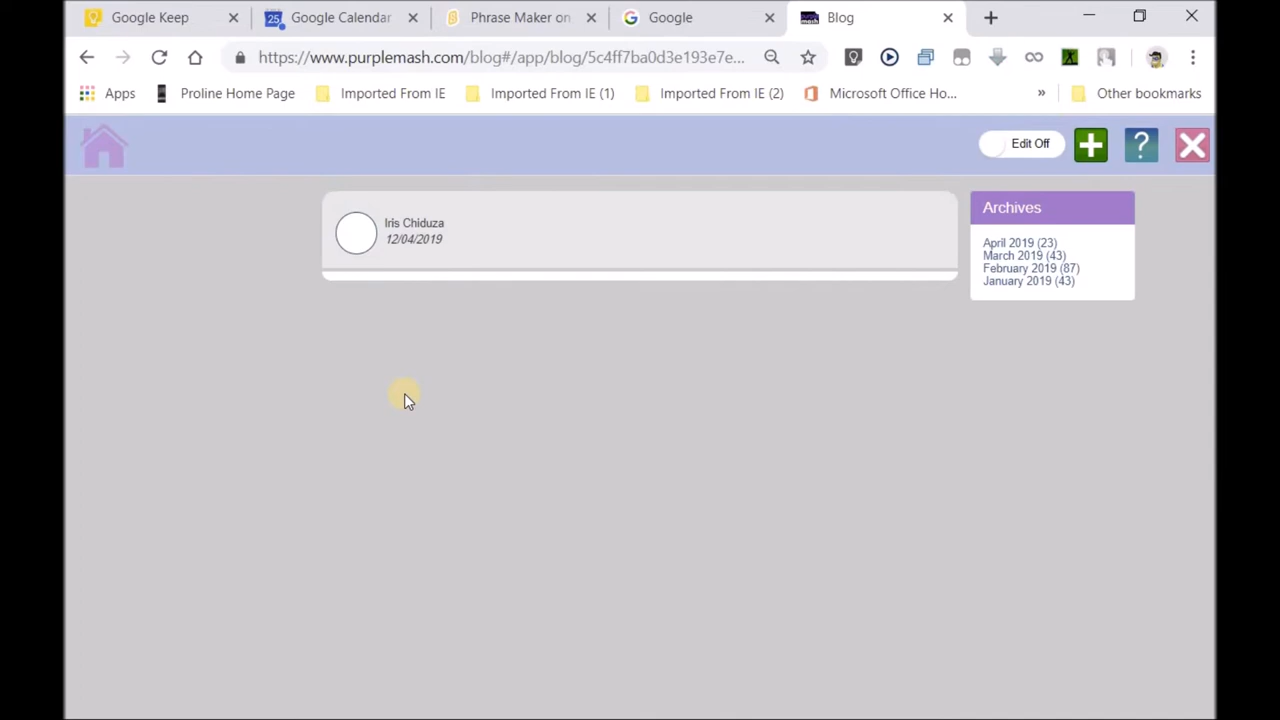 Google Keep
Google Calendar
Phrase Maker on
Google
Blog
25
https://www.purplemash.com/blog#/app/blog/5c4ff7ba0d3e193e7e...
Apps
Proline Home Page
Imported From IE
Imported From IE (1)
Imported From IE (2)
Microsoft Office Ho...
»
Other bookmarks
Edit Off
?
Iris Chiduza
12/04/2019
Archives
April 2019 (23)
March 2019 (43)
February 2019 (87)
January 2019 (43)